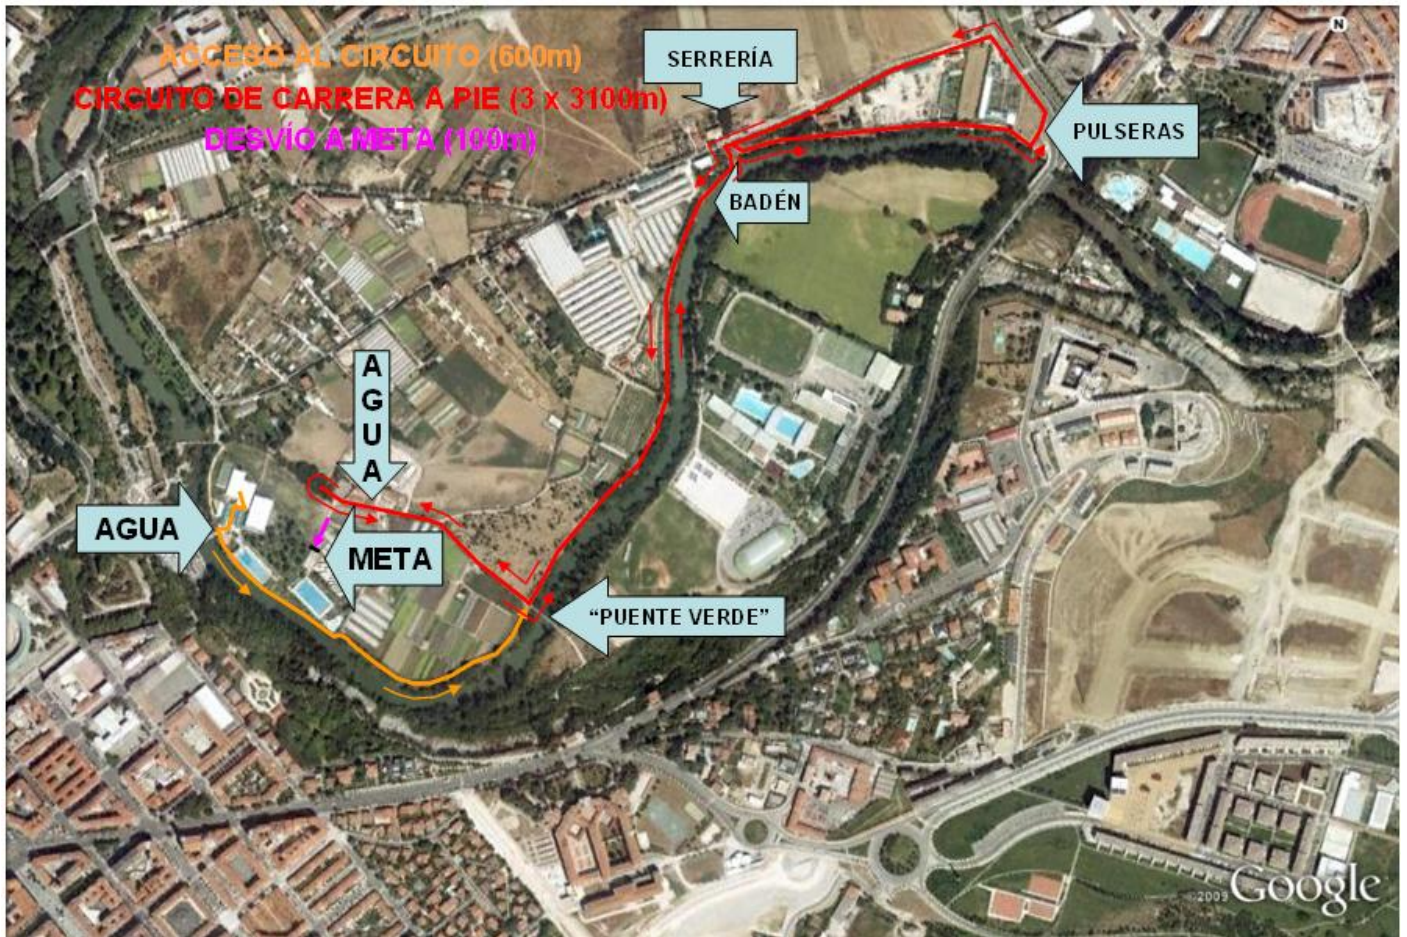 ACCESO AL CIRCUITO (600m)
CIRCUITO DE CARRERA A PIE (3 x 3100m)
DESVÍO A META (100m)
N
SERRERÍA
PULSERAS
BADÉN
AGUA
AGUA
META
“PUENTE VERDE”
©2009 Google